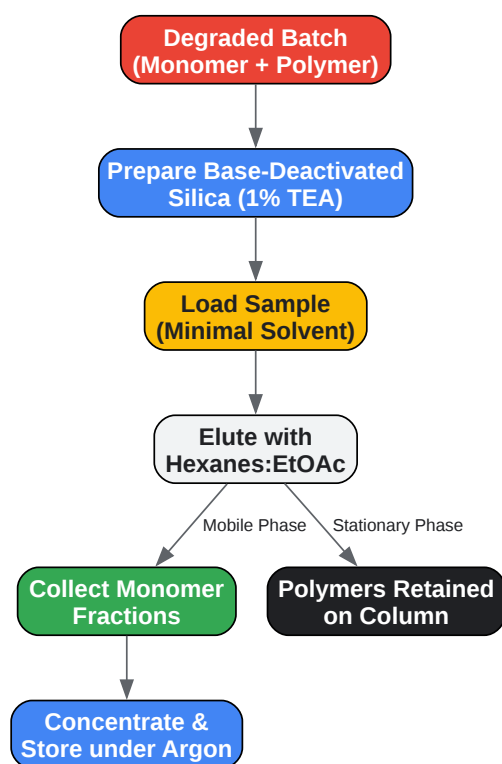 Degraded Batch
(Monomer + Polymer)
Prepare Base-Deactivated
Silica (1% TEA)
Load Sample
(Minimal Solvent)
Elute with
Hexanes:EtOAc
Mobile Phase
Stationary Phase
Collect Monomer
Fractions
Polymers Retained
on Column
Concentrate &
Store under Argon